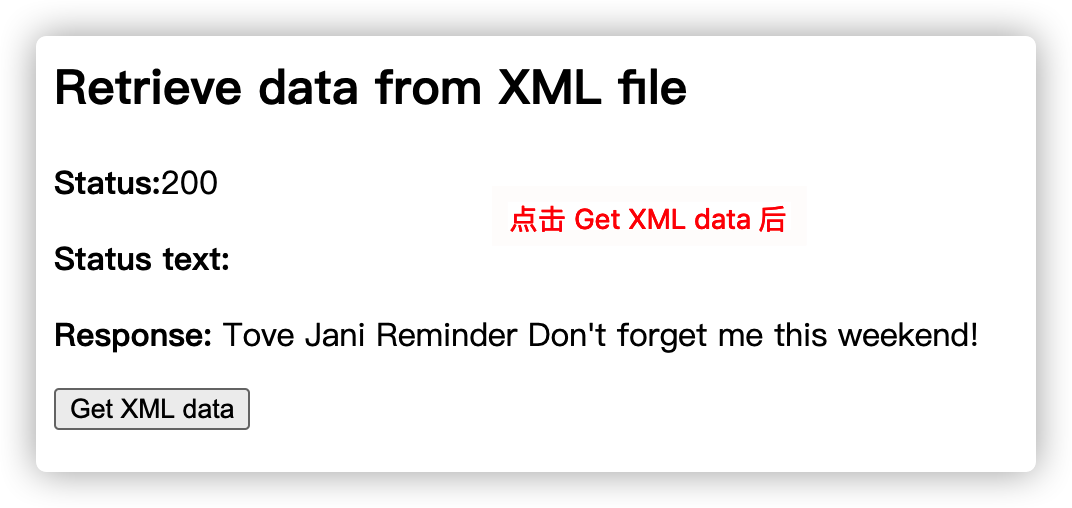 Retrieve data from XML file
Status:200
点击 Get XML data 后
Status text:
Response: Tove Jani Reminder Don't forget me this weekend!
Get XML data